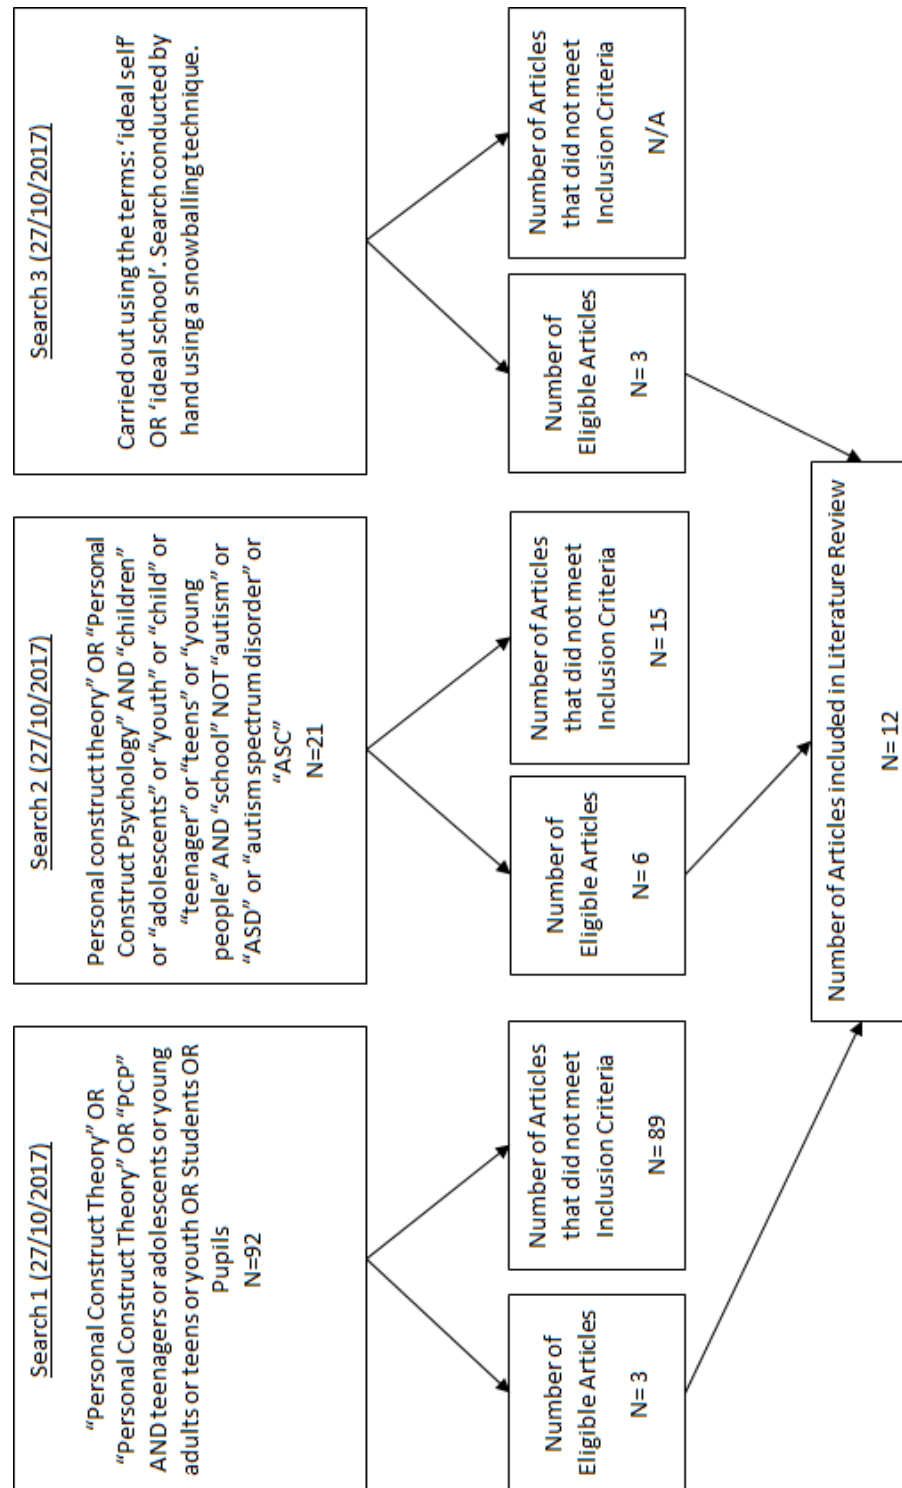 Search 1 (27/10/2017)
“Personal Construct Theory” OR
“Personal Construct Theory” OR “PCP”
AND teenagers or adolescents or young
adults or teens or youth OR Students OR
Pupils
N=92
Search 2 (27/10/2017)
Personal construct theory” OR “Personal
Construct Psychology” AND “children”
or “adolescents” or “youth” or “child” or
“teenager” or “teens” or “young
people” AND “school” NOT “autism” or
“ASD” or “autism spectrum disorder” or
“ASC”
N=21
Search 3 (27/10/2017)
Carried out using the terms: ‘ideal self’
OR ‘ideal school’. Search conducted by
hand using a snowballing technique.
Number of
Eligible Articles
N= 3
Number of Articles
that did not meet
Inclusion Criteria
N= 89
Number of
Eligible Articles
N= 6
Number of Articles
that did not meet
Inclusion Criteria
N= 15
Number of
Eligible Articles
N= 3
Number of Articles
that did not meet
Inclusion Criteria
N/A
Number of Articles included in Literature Review
N= 12